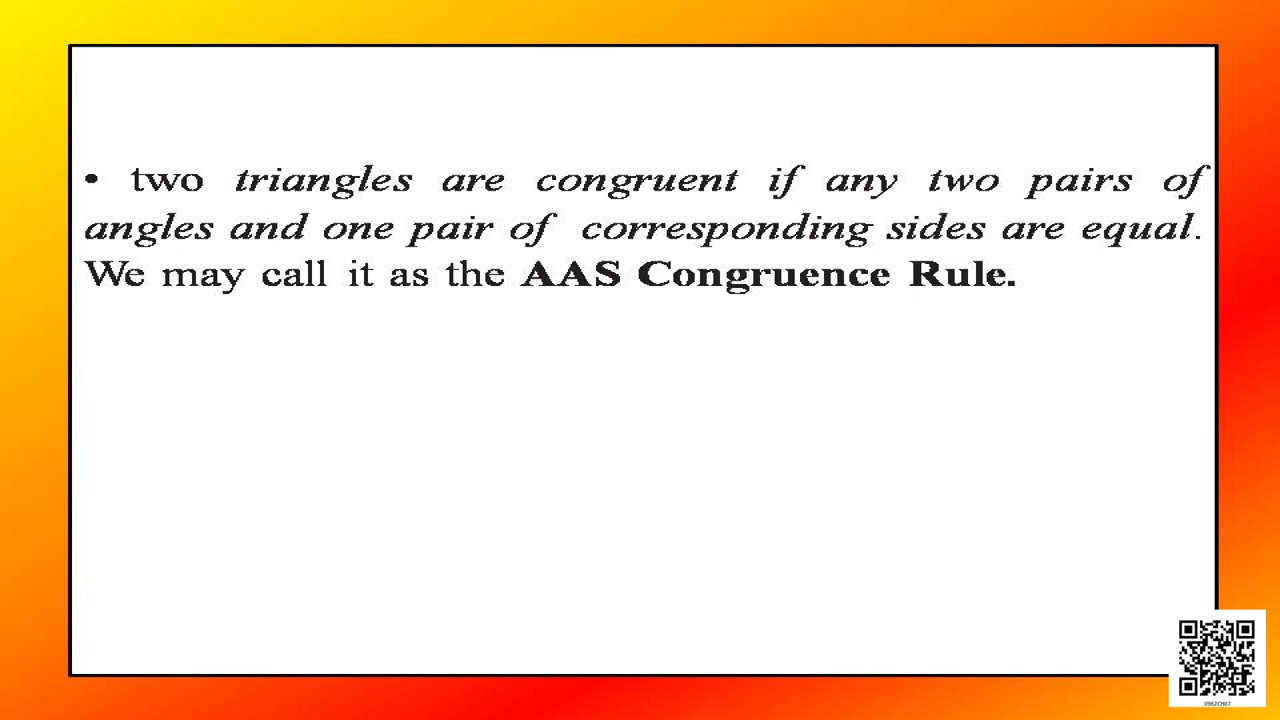 • two triangles are congruent if any two pairs of
angles and one pair of corresponding sides are equal.
We may call it as the AAS Congruence Rule.
0962CH07